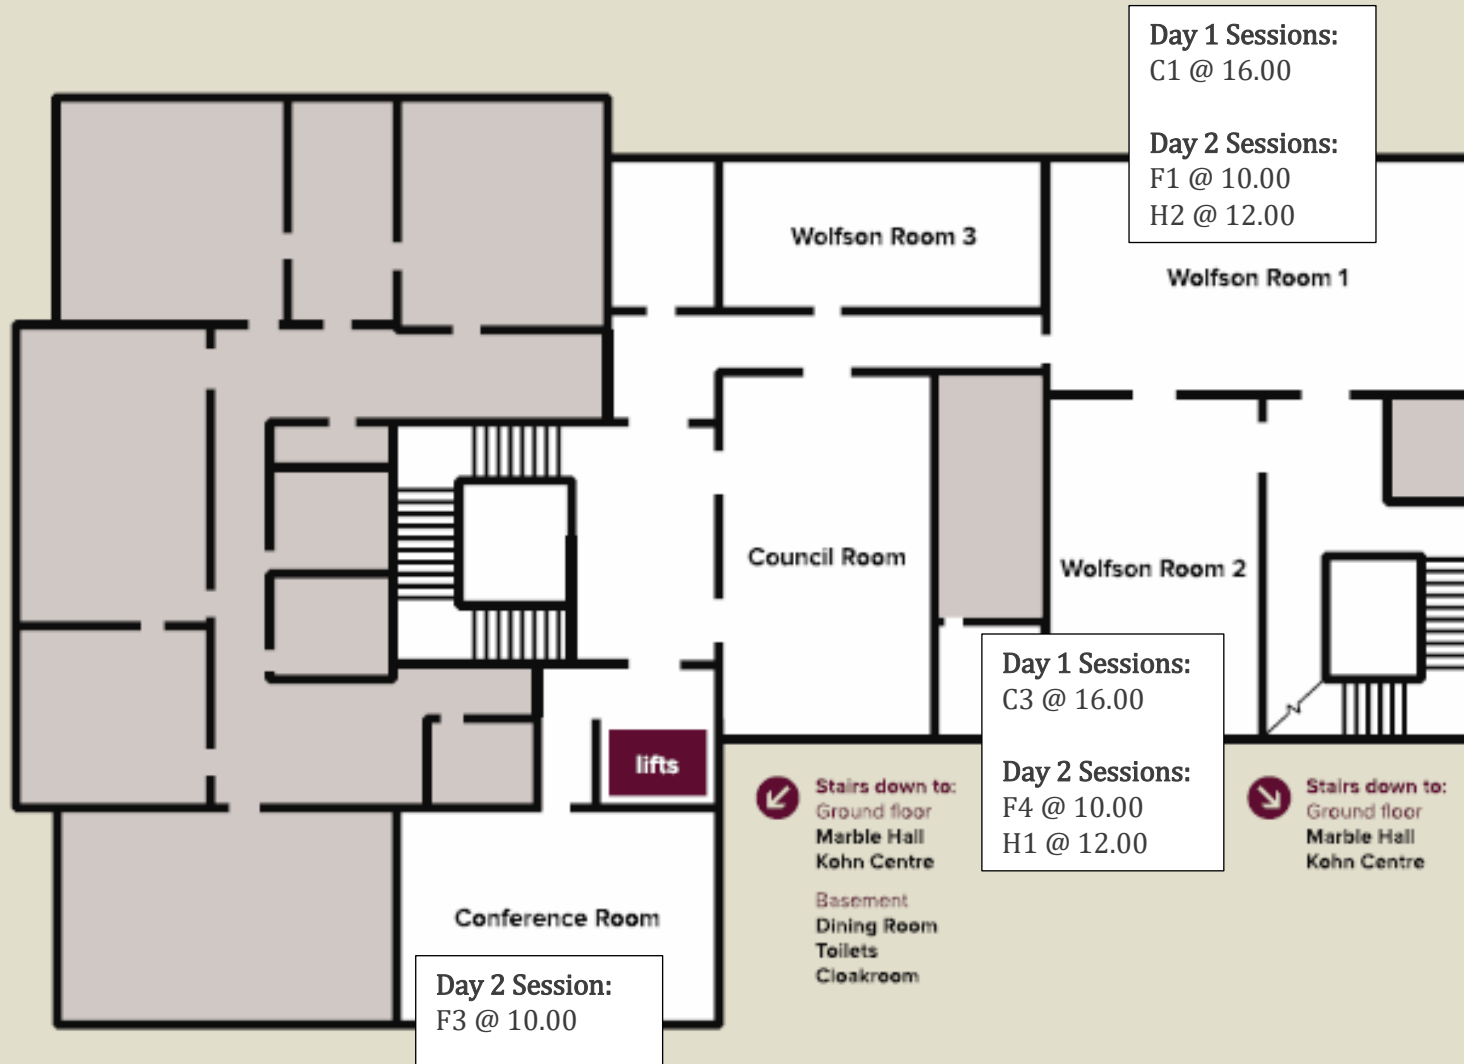 Day 1 Sessions:
C1 @ 16.00
Day 2 Sessions:
F1 @ 10.00
H2 @ 12.00
Wolfson Room 3
Wolfson Room 1
Council Room
Wolfson Room 2
Day 1 Sessions:
C3 @ 16.00
Day 2 Sessions:
F4 @ 10.00
H1 @ 12.00
lifts
Stairs down to:
Ground floor
Marble Hall
Kohn Centre
Basement
Dining Room
Toilets
Cloakroom
Stairs down to:
Ground floor
Marble Hall
Kohn Centre
Conference Room
Day 2 Session:
F3 @ 10.00